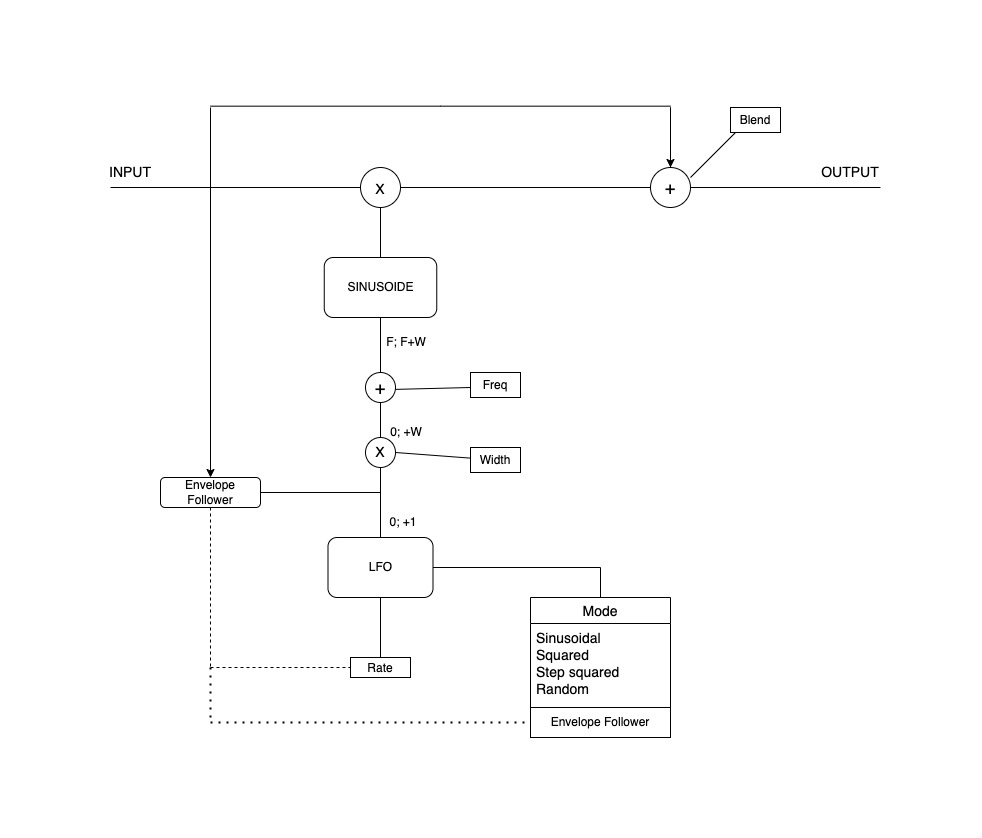 Blend
INPUT
OUTPUT
X
+
SINUSOIDE
F; F+W
+
Freq
0; +W
X
Width
Envelope
Follower
0; +1
LFO
Mode
Sinusoidal
Squared
Step squared
Random
Rate
Envelope Follower